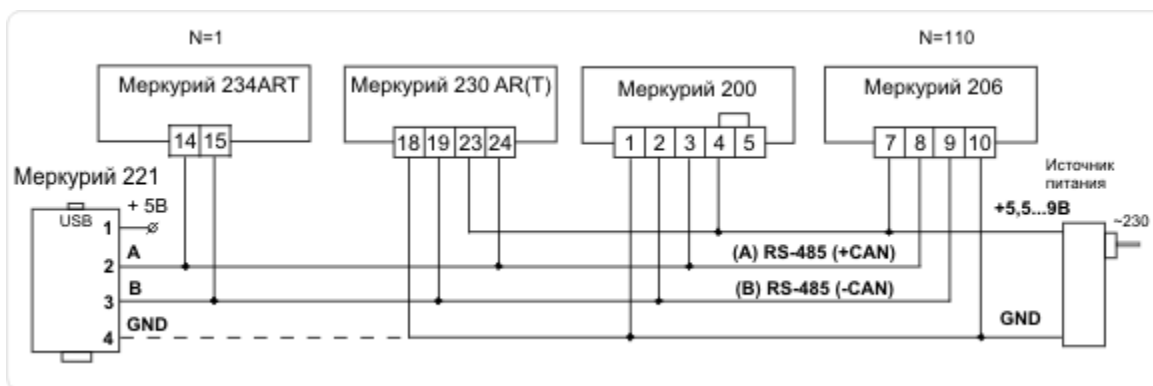 N=1 N=110
Меркурий 234ART Меркурий 230 AR(T) Меркурий 200 Меркурий 206
14 15 18 19 23 24 1 2 3 4 5 7 8 9 10
Меркурий 221
Источник
питания
+ 5В
USB
1
+5,5...9В
~230
A
2
(A) RS-485 (+CAN)
B
3
(B) RS-485 (-CAN)
GND
4
GND